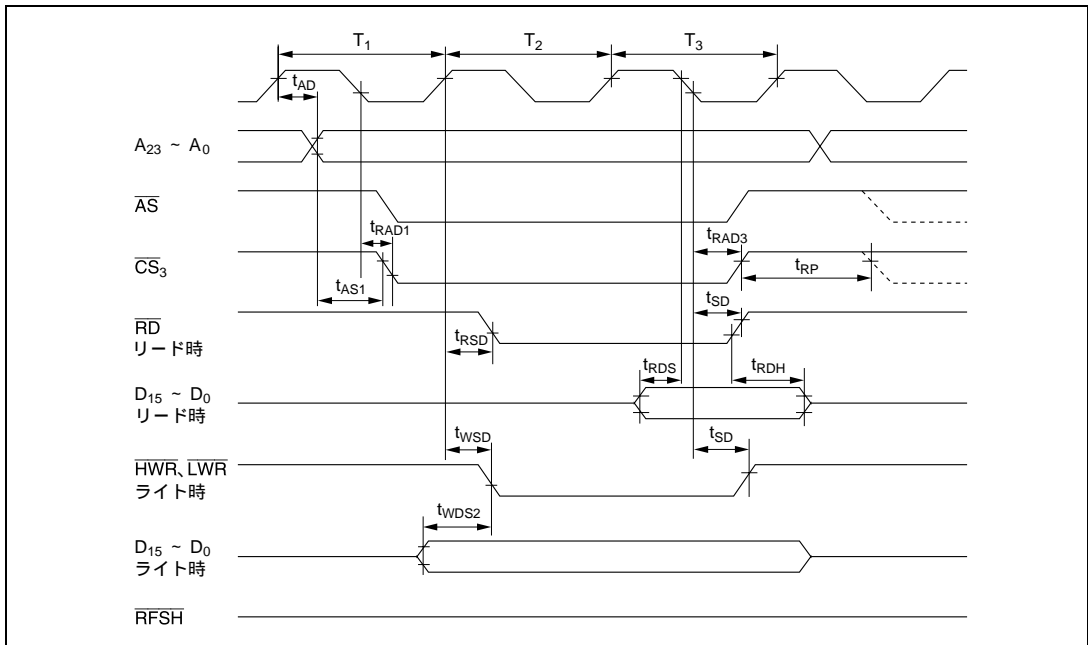 T1 T2 T3
tAD
A23 ~ A0
AS
tRAD1 tRAD3
CS3
tRP
tAS1 tSD
RD
リード時
tRSD
tRDS tRDH
D15 ~ D0
リード時
tWSD tSD
HWR、LWR
ライト時
tWDS2
D15 ~ D0
ライト時
RFSH